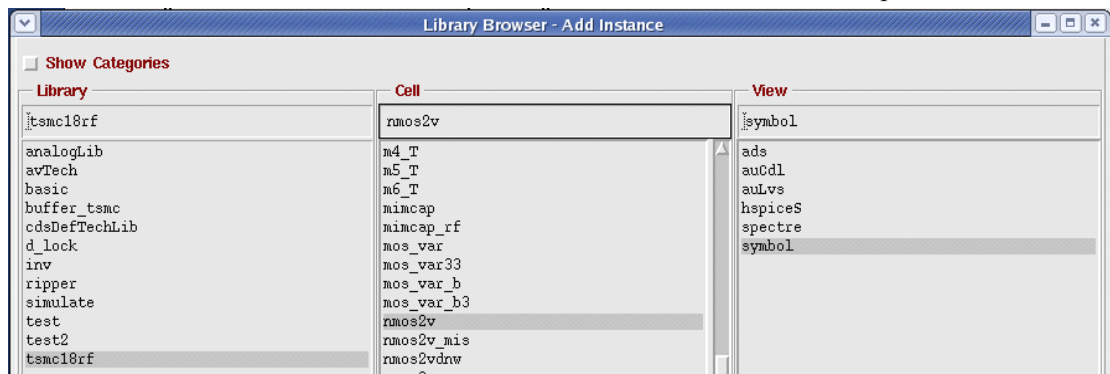 Library Browser - Add Instance
Show Categories
Library
tsmc18rf
analogLib
avTech
basic
buffer_tsmc
cdsDefTechLib
d_lock
inv
ripper
simulate
test
test2
tsmc18rf
Cell
nmos2v
m4_T
m5_T
m6_T
mimcap
mimcap_rf
mos_var
mos_var33
mos_var_b
mos_var_b3
nmos2v
nmos2v_mis
nmos2vdnw
View
symbol
ads
auCdl
auLvs
hspiceS
spectre
symbol